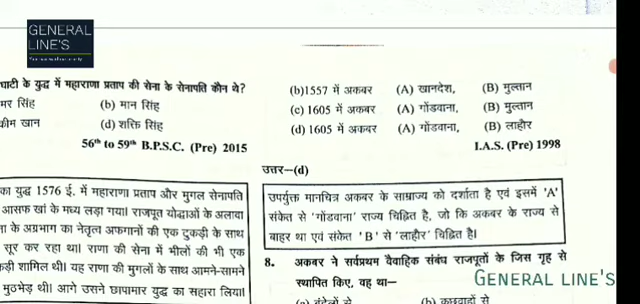 GENERAL
LINE'S
घाटी के युद्ध में महाराणा प्रताप की सेना के सेनापति कौन थे?
मर सिंह (b) मान सिंह
कीम खान (d) शक्ति सिंह
56th to 59th B.P.S.C. (Pre) 2015
का युद्ध 1576 ई. में महाराणा प्रताप और मुगल सेनापति
आसफ खां के मध्य लड़ा गया। राजपूत योद्धाओं के अलावा
ना के अग्रभाग का नेतृत्व अफगानों की एक टुकड़ी के साथ
सूर कर रहा था। राणा की सेना में भीलों की भी एक
कड़ी शामिल थी। यह राणा की मुगलों के साथ आमने-सामने
मुठभेड़ थी। आगे उसने छापामार युद्ध का सहारा लिया।
(b)1557 में अकबर (A) खानदेश, (B) मुल्तान
(c) 1605 में अकबर (A) गोंडवाना, (B) मुल्तान
(d) 1605 में अकबर (A) गोंडवाना, (B) लाहौर
I.A.S. (Pre) 1998
उत्तर—(d)
उपर्युक्त मानचित्र अकबर के साम्राज्य को दर्शाता है एवं इसमें 'A'
संकेत से 'गोंडवाना' राज्य चिह्नित है, जो कि अकबर के राज्य से
बाहर था एवं संकेत 'B' से 'लाहौर' चिह्नित है।
8. अकबर ने सर्वप्रथम वैवाहिक संबंध राजपूतों के जिस गृह से
स्थापित किए, वह था—
(a) बुंदेलों से (b) कछवाहों से
GENERAL LINE'S